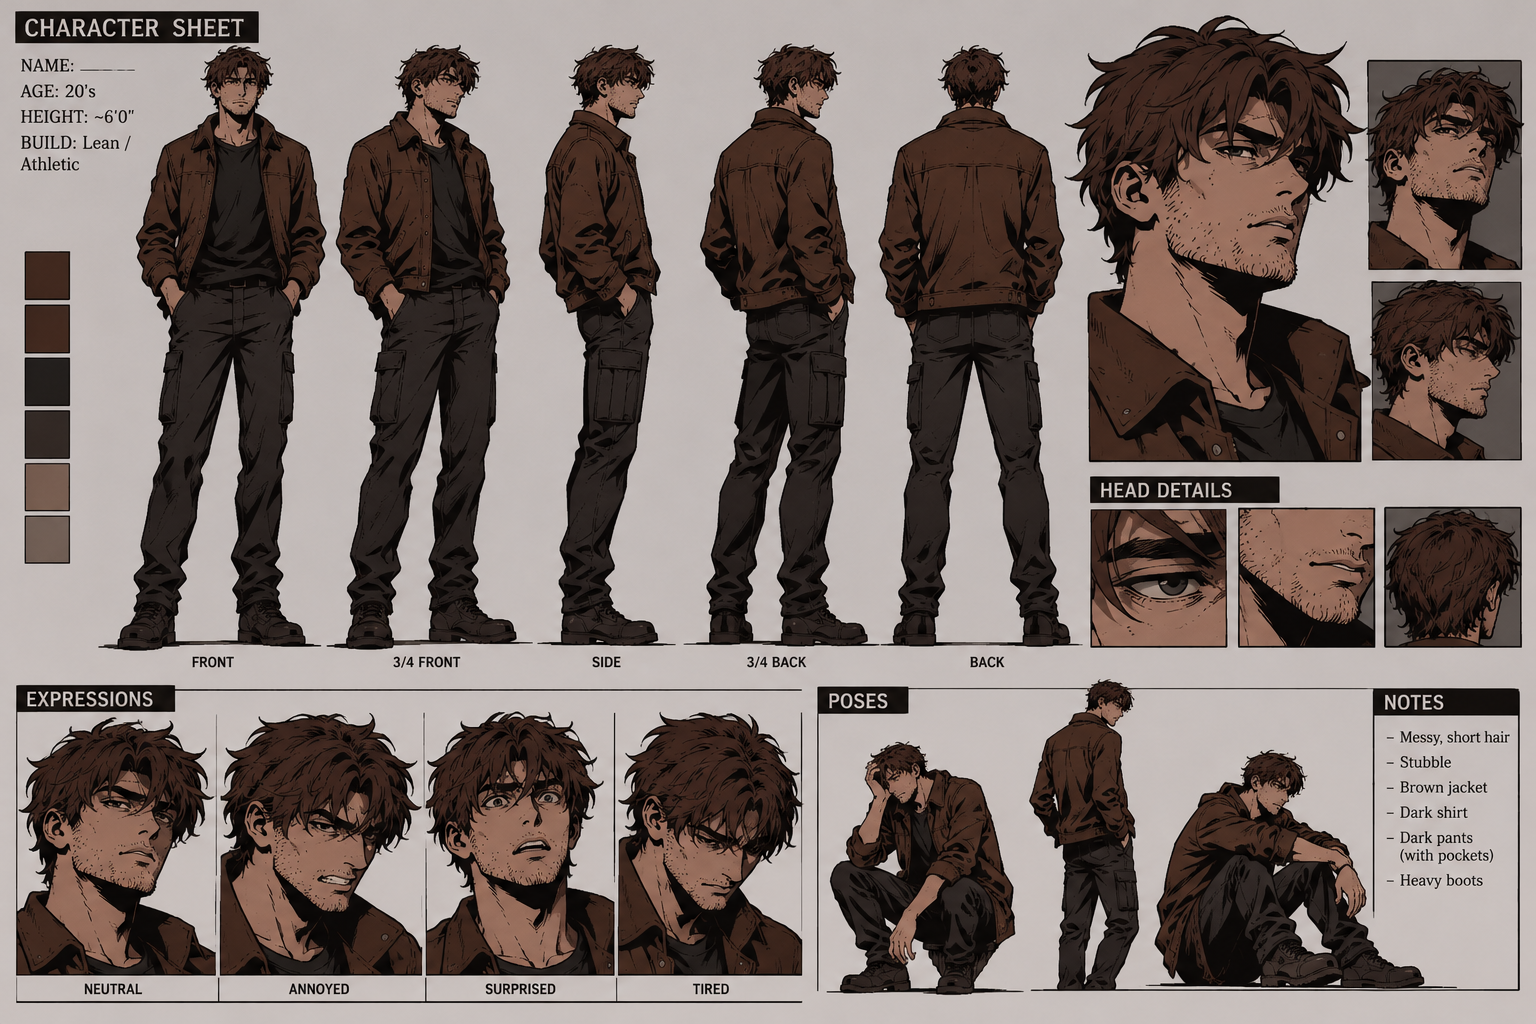 CHARACTER SHEET
NAME: ______
AGE: 20's
HEIGHT: ~6'0"
BUILD: Lean /
Athletic
FRONT
3/4 FRONT
SIDE
3/4 BACK
BACK
HEAD DETAILS
EXPRESSIONS
NEUTRAL
ANNOYED
SURPRISED
TIRED
POSES
NOTES
– Messy, short hair
– Stubble
– Brown jacket
– Dark shirt
– Dark pants
(with pockets)
– Heavy boots